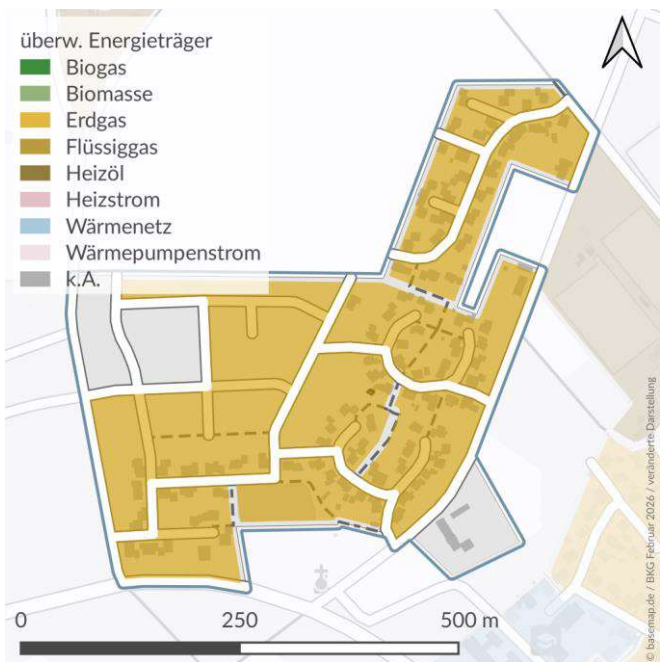 überw. Energieträger
Biogas
Biomasse
Erdgas
Flüssiggas
Heizöl
Heizstrom
Wärmenetz
Wärmepumpenstrom
k.A.
0 250 500 m
© basemap.de / BKG Februar 2026 / veränderte Darstellung